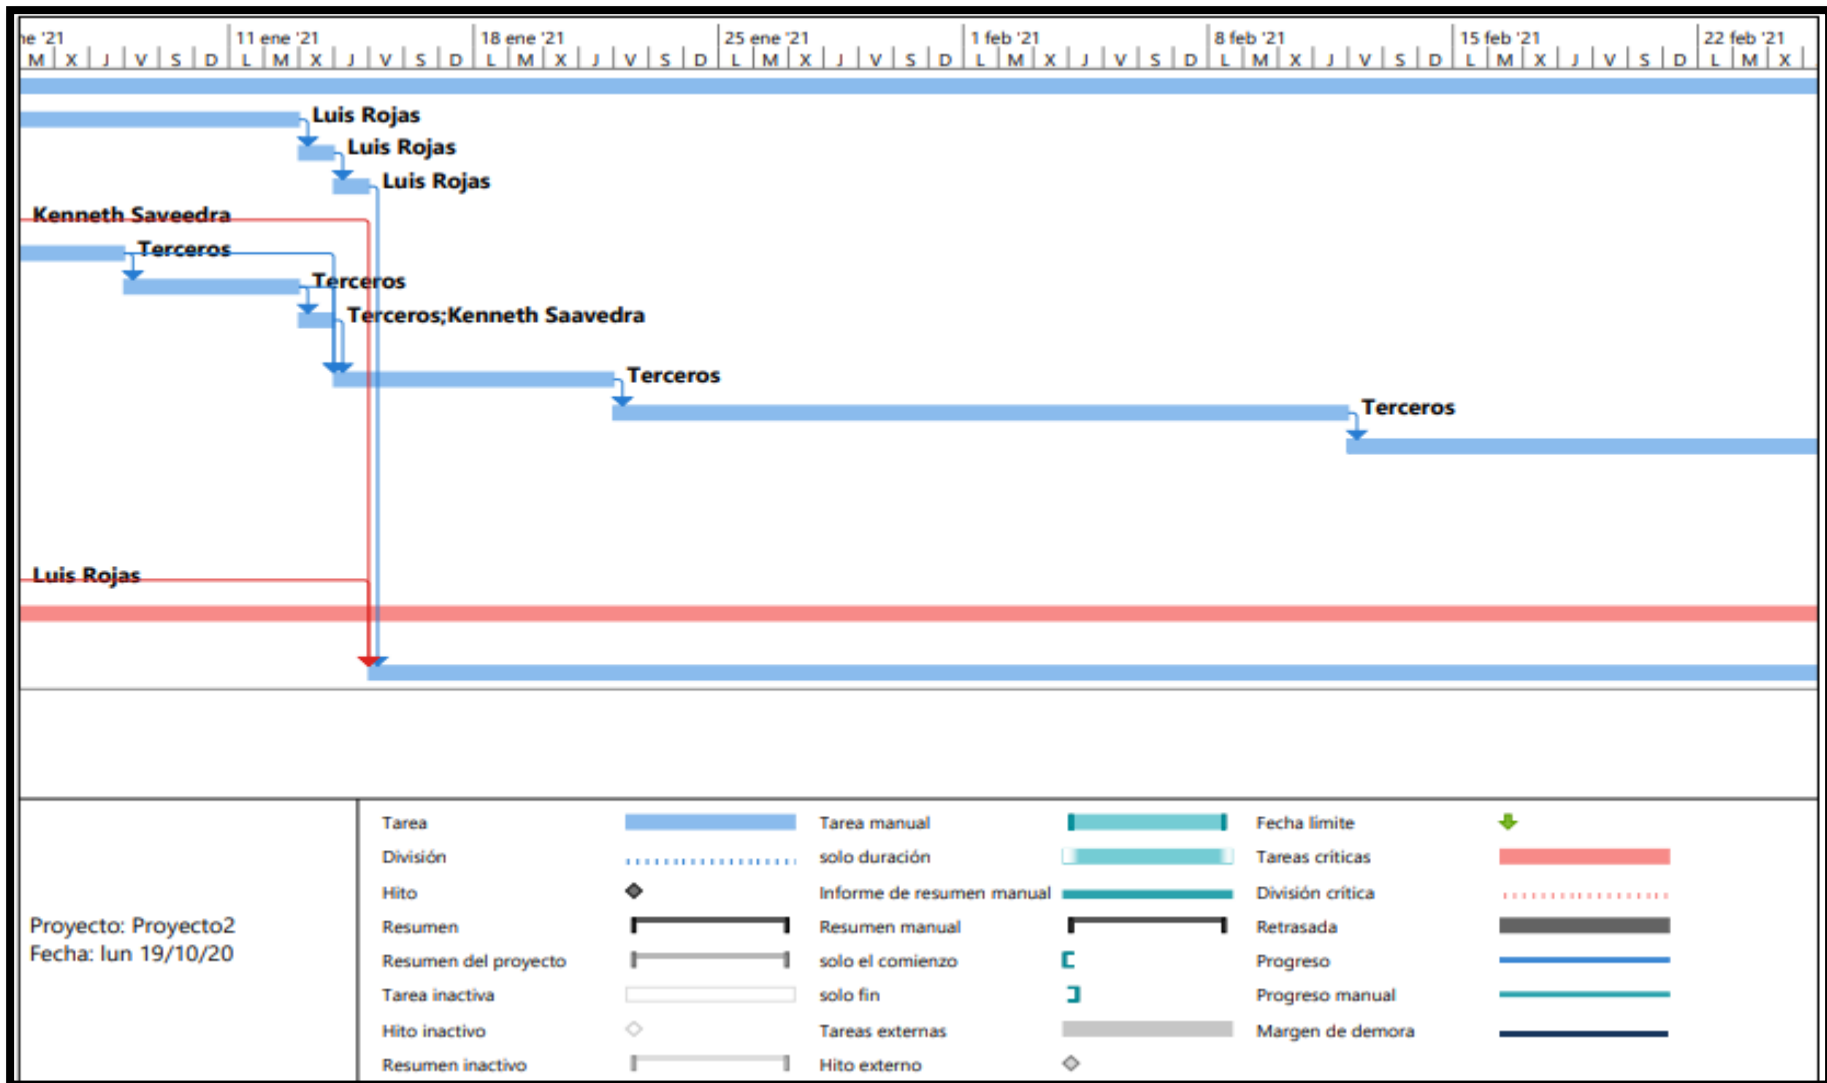 ne '21 11 ene '21 18 ene '21 25 ene '21 1 feb '21 8 feb '21 15 feb '21 22 feb '21
M X J V S D L M X J V S D L M X J V S D L M X J V S D L M X J V S D L M X J V S D L M X J V S D L M X
Luis Rojas
Luis Rojas
Luis Rojas
Kenneth Saveedra
Terceros
Terceros
Terceros;Kenneth Saavedra
Terceros
Terceros
Luis Rojas
Proyecto: Proyecto2
Fecha: lun 19/10/20
Tarea
División
Hito
Resumen
Resumen del proyecto
Tarea inactiva
Hito inactivo
Resumen inactivo
Tarea manual
solo duración
Informe de resumen manual
Resumen manual
solo el comienzo
solo fin
Tareas externas
Hito externo
Fecha límite
Tareas críticas
División crítica
Retrasada
Progreso
Progreso manual
Margen de demora